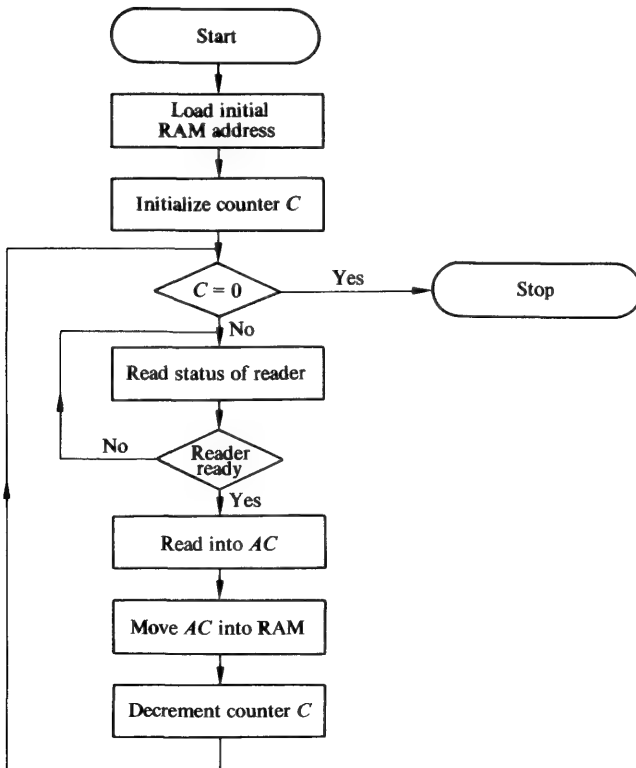 Start
Load initial
RAM address
Initialize counter C
C = 0
Yes
Stop
No
Read status of reader
No
Reader
ready
Yes
Read into AC
Move AC into RAM
Decrement counter C